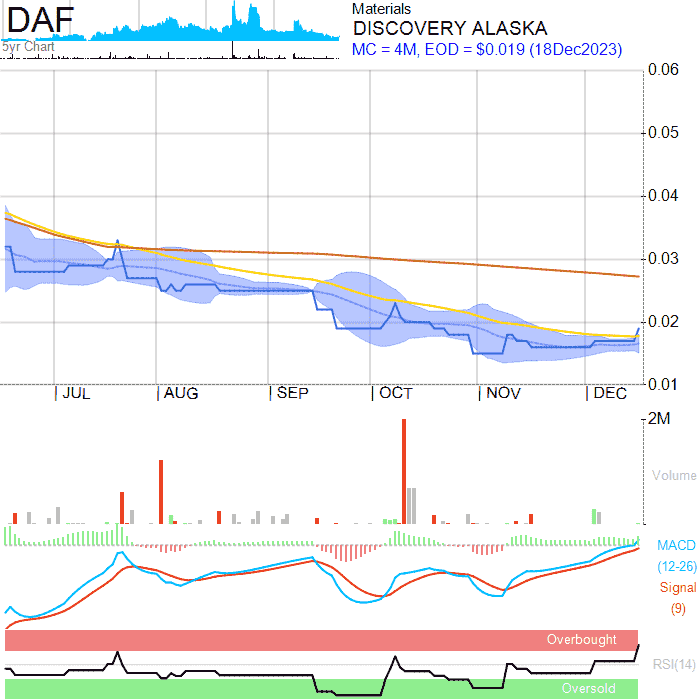 DAF
5yr Chart
Materials
DISCOVERY ALASKA
MC = 4M, EOD = $0.019 (18Dec2023)
0.06
0.05
0.04
0.03
0.02
0.01
JUL
AUG
SEP
OCT
NOV
DEC
2M
Volume
MACD
(12-26)
Signal
(9)
Overbought
RSI(14)
Oversold